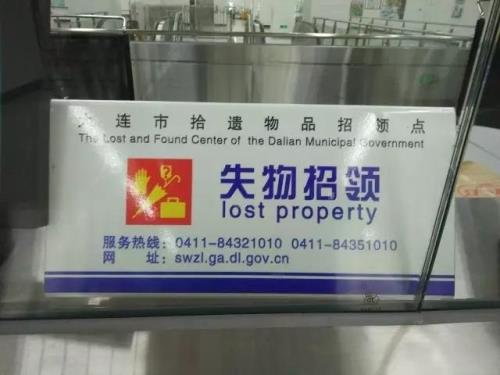 大连市拾遗物品招领点
The Lost and Found Center of the Dalian Municipal Government
失物招领
lost property
服务热线: 0411-84321010 0411-84351010
网 址: swzl.ga.dl.gov.cn